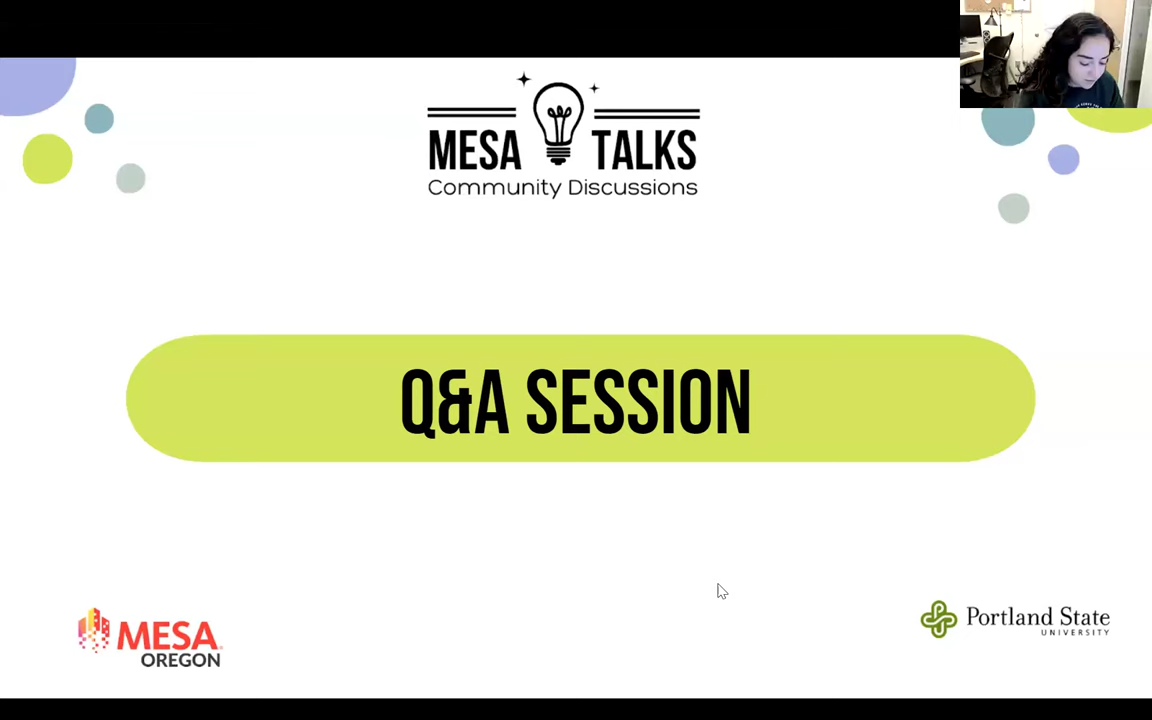 MESA TALKS
Community Discussions
Q&A SESSION
MESA
OREGON
Portland State
UNIVERSITY